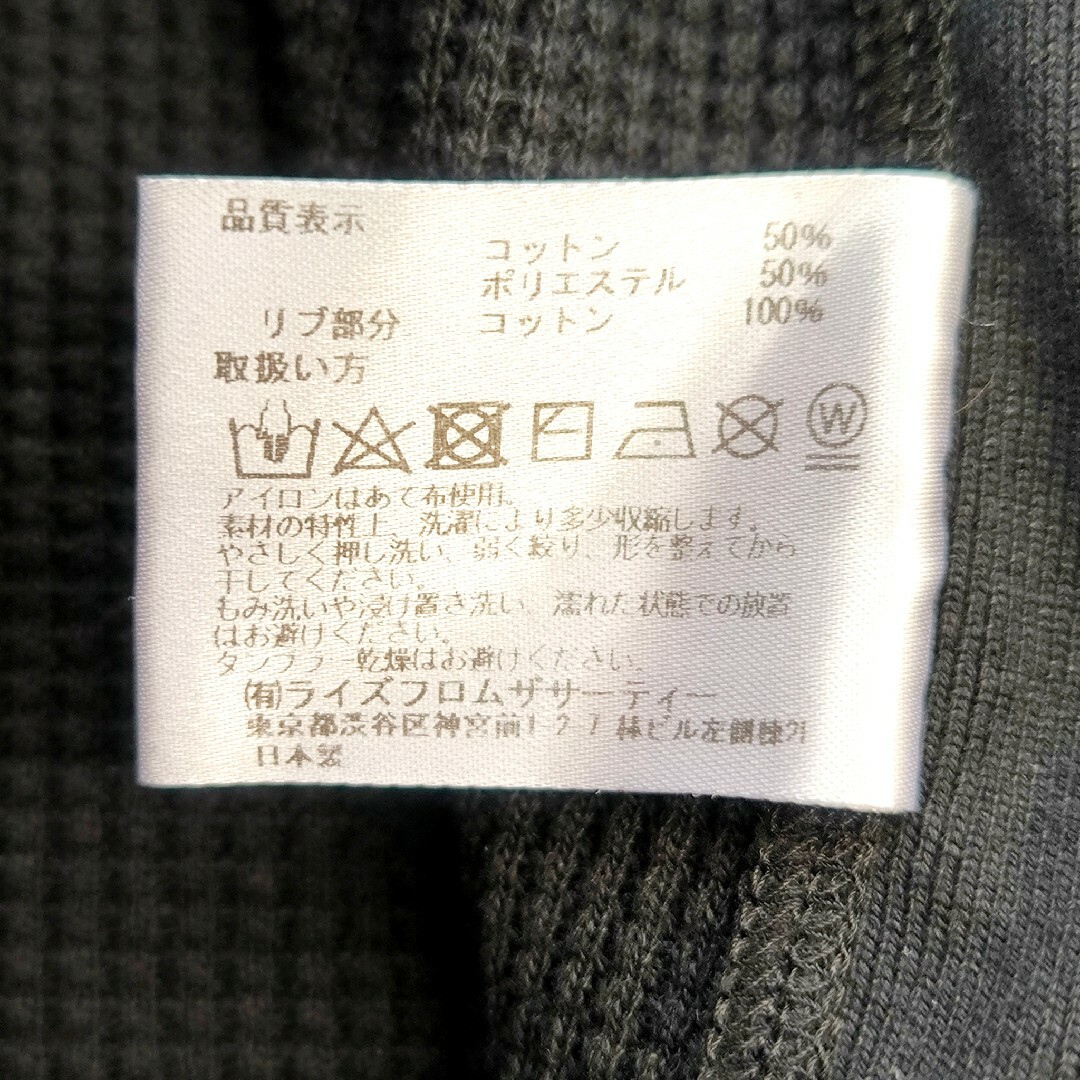 品質表示
コットン 50%
ポリエステル 50%
リブ部分 コットン 100%
取扱い方
W
アイロンはあて布使用。
素材の特性上、洗濯により多少収縮します。
やさしく押し洗い、弱く絞り、形を整えてから
干してください。
もみ洗いや浸け置き洗い、濡れた状態での放置
はお避けください。
タンブラー乾燥はお避けください。
(有)ライズフロムザサーティー
東京都渋谷区神宮前1-2-7
日本製